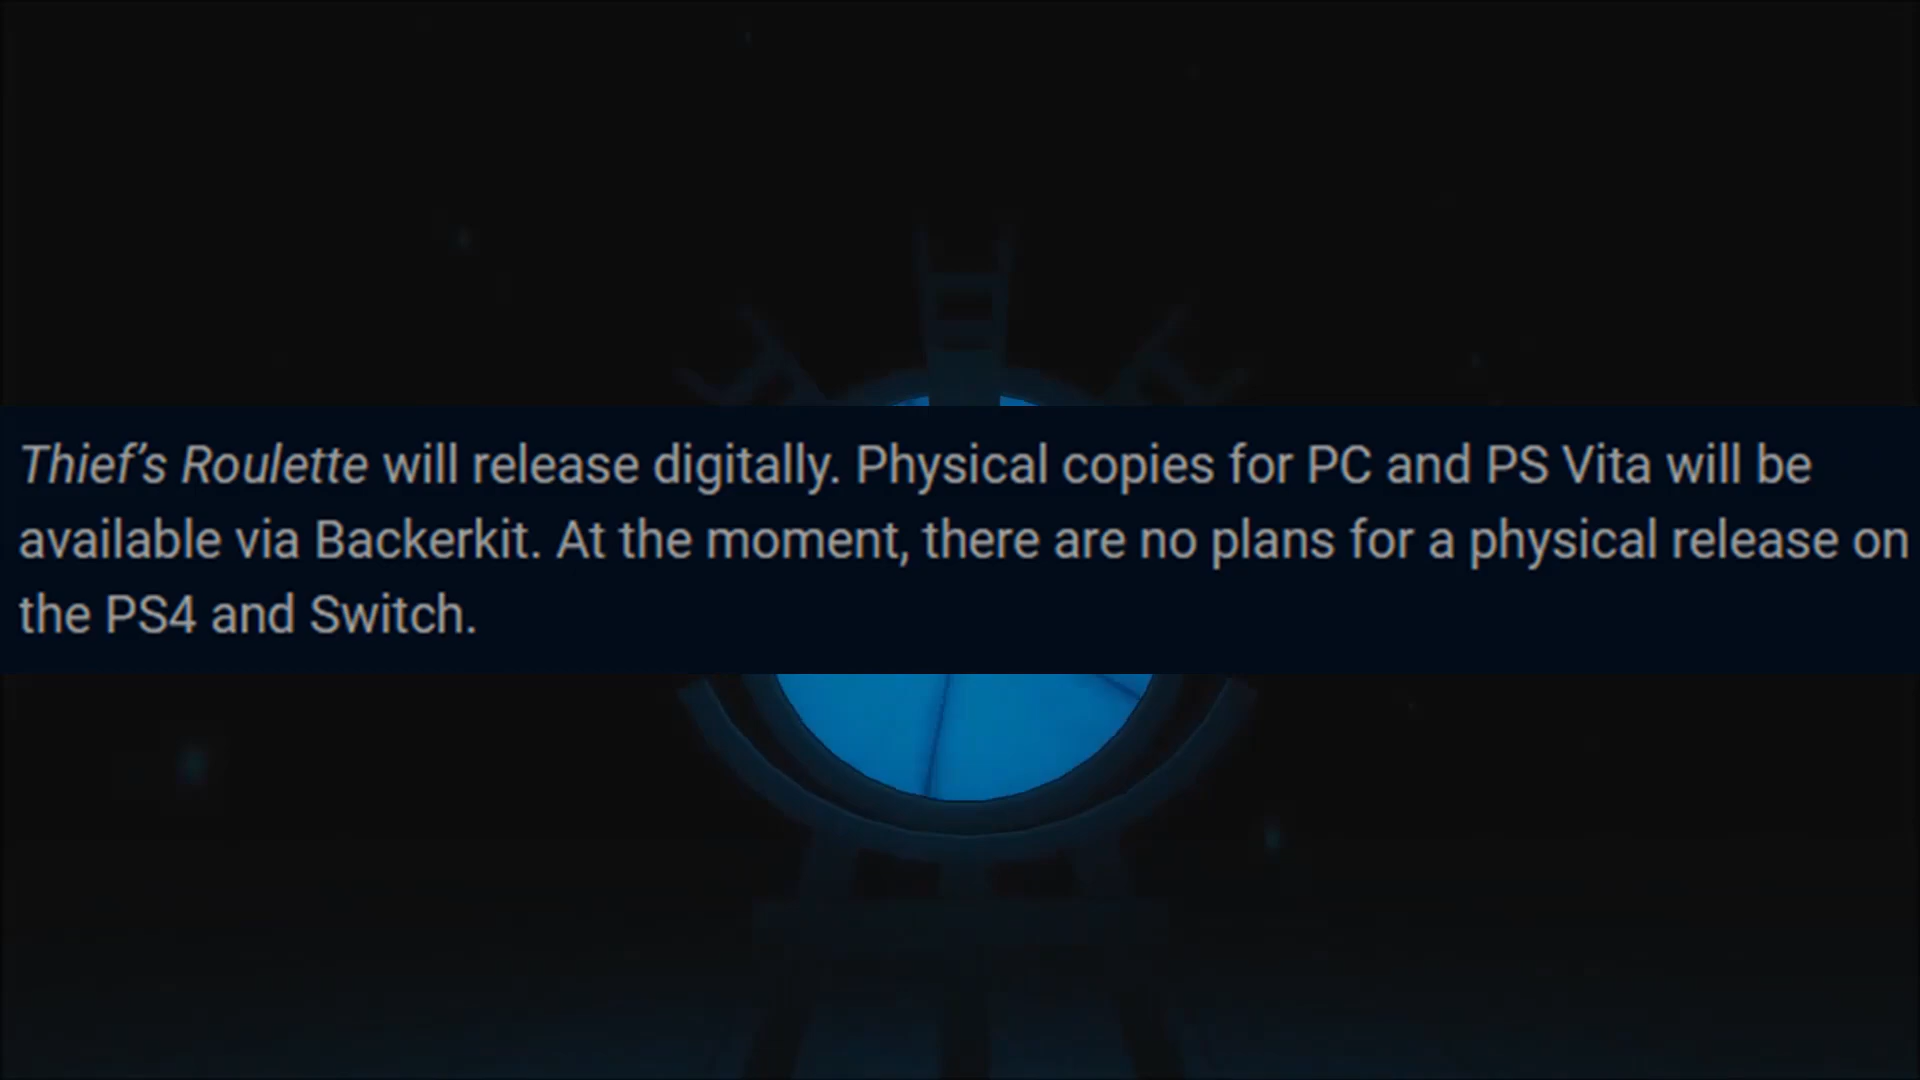 Thief’s Roulette will release digitally. Physical copies for PC and PS Vita will be
available via Backerkit. At the moment, there are no plans for a physical release on
the PS4 and Switch.